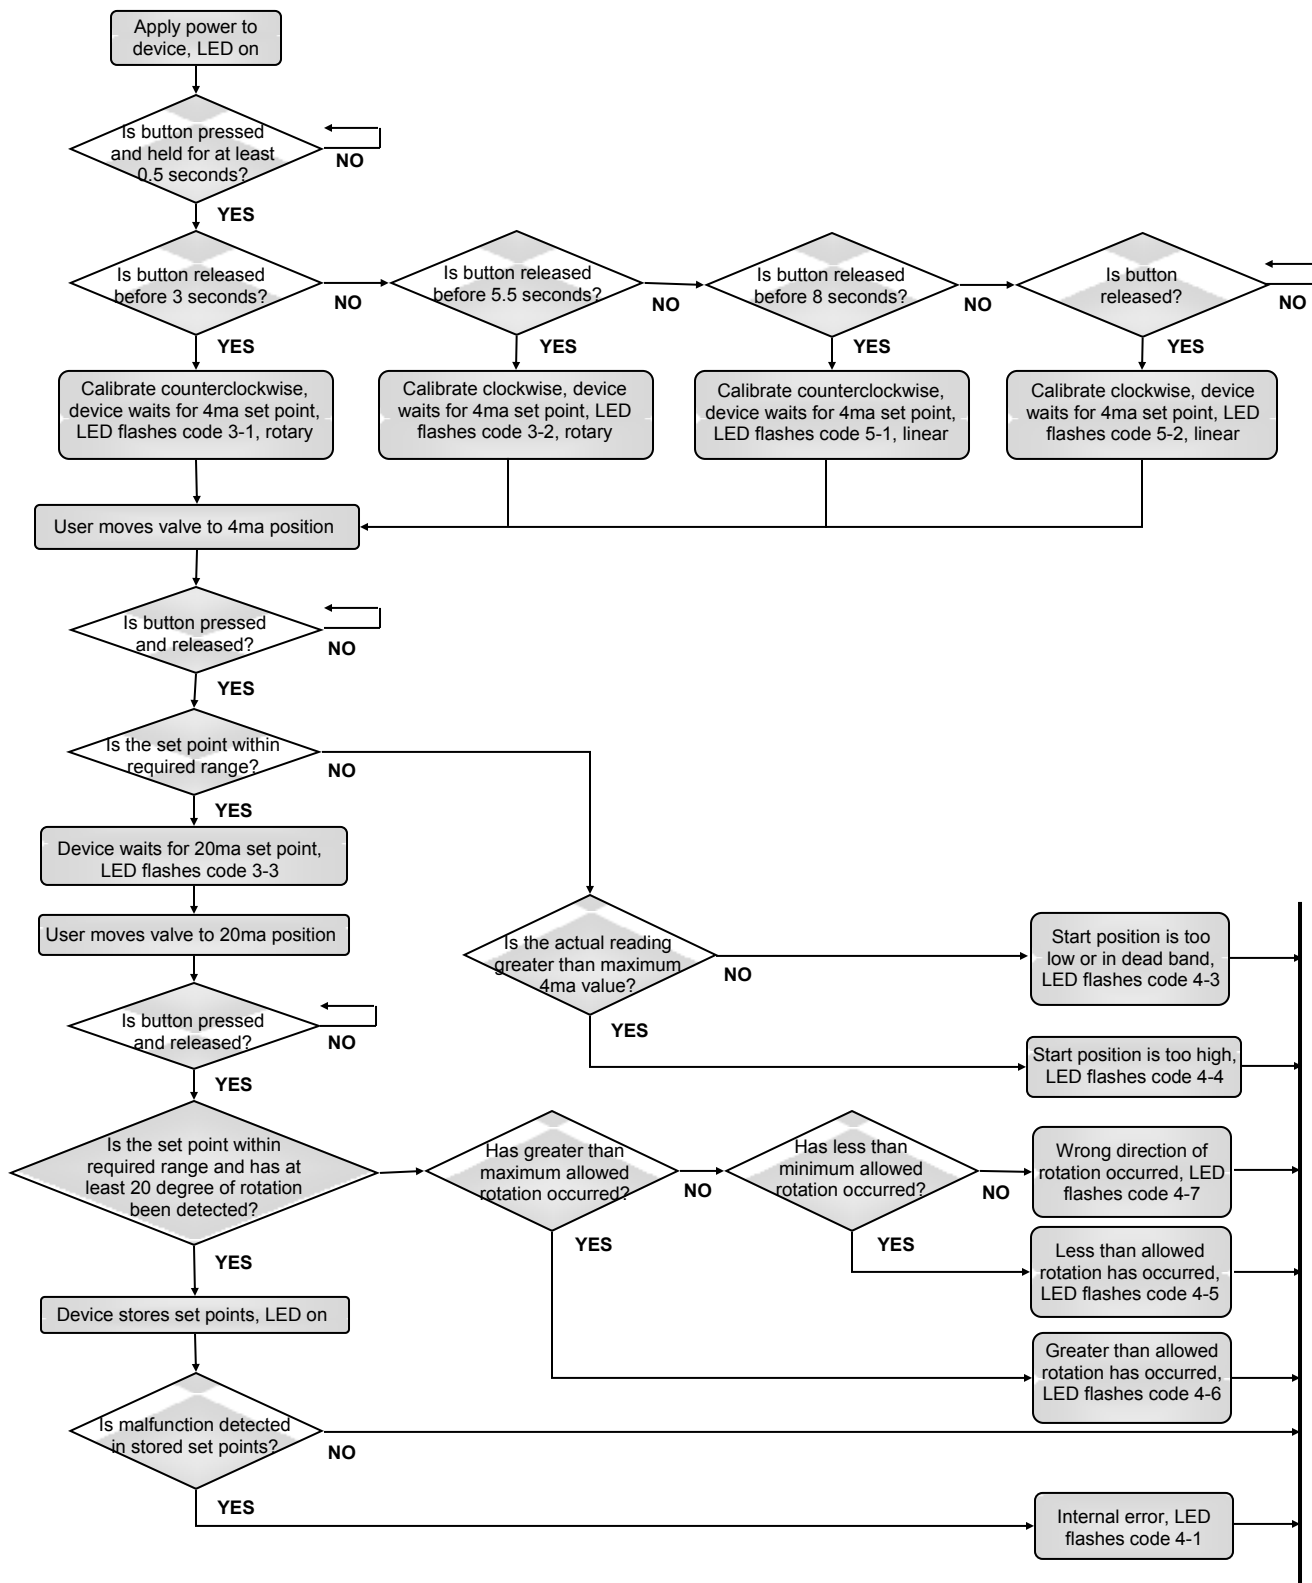 Apply power to
device, LED on
Is button pressed
and held for at least
0.5 seconds?
NO
YES
Is button released
before 3 seconds?
NO
YES
Is button released
before 5.5 seconds?
NO
YES
Is button released
before 8 seconds?
NO
YES
Is button
released?
NO
YES
Calibrate counterclockwise,
device waits for 4ma set point,
LED flashes code 3-1, rotary
Calibrate clockwise, device
waits for 4ma set point, LED
flashes code 3-2, rotary
Calibrate counterclockwise,
device waits for 4ma set point,
LED flashes code 5-1, linear
Calibrate clockwise, device
waits for 4ma set point, LED
flashes code 5-2, linear
User moves valve to 4ma position
Is button pressed
and released?
NO
YES
Is the set point within
required range?
NO
YES
Device waits for 20ma set point,
LED flashes code 3-3
User moves valve to 20ma position
Is the actual reading
greater than maximum
4ma value?
NO
YES
Start position is too
low or in dead band,
LED flashes code 4-3
Is button pressed
and released?
NO
YES
Start position is too high,
LED flashes code 4-4
Is the set point within
required range and has at
least 20 degree of rotation
been detected?
YES
Has greater than
maximum allowed
rotation occurred?
NO
YES
Has less than
minimum allowed
rotation occurred?
NO
YES
Wrong direction of
rotation occurred, LED
flashes code 4-7
Less than allowed
rotation has occurred,
LED flashes code 4-5
Device stores set points, LED on
Greater than allowed
rotation has occurred,
LED flashes code 4-6
Is malfunction detected
in stored set points?
NO
YES
Internal error, LED
flashes code 4-1